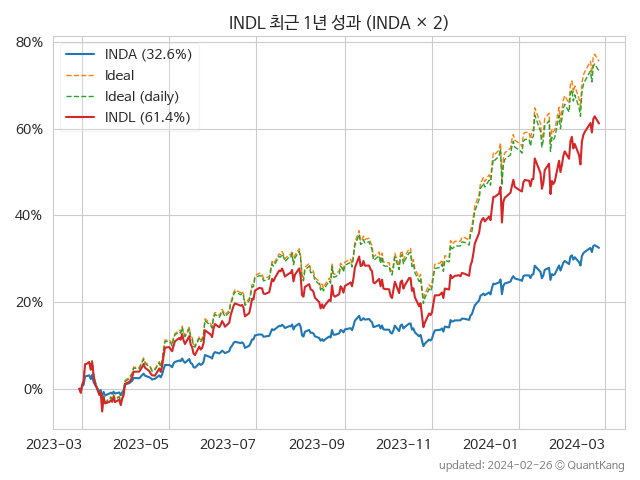 INDL 최근 1년 성과 (INDA × 2)
80%
60%
40%
20%
0%
INDA (32.6%)
Ideal
Ideal (daily)
INDL (61.4%)
2023-03 2023-05 2023-07 2023-09 2023-11 2024-01 2024-03
updated: 2024-02-26 © QuantKang